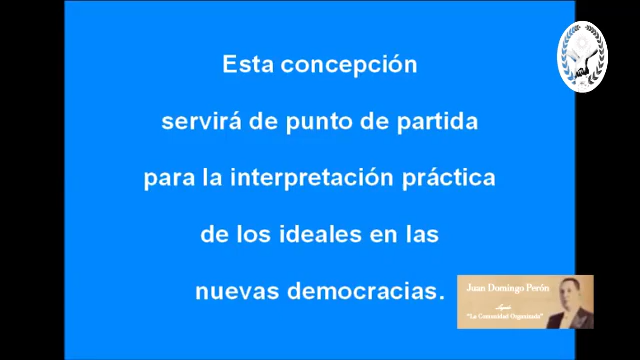 Esta concepción
servirá de punto de partida
para la interpretación práctica
de los ideales en las
nuevas democracias.
Juan Domingo Perón
"La Comunidad Organizada"